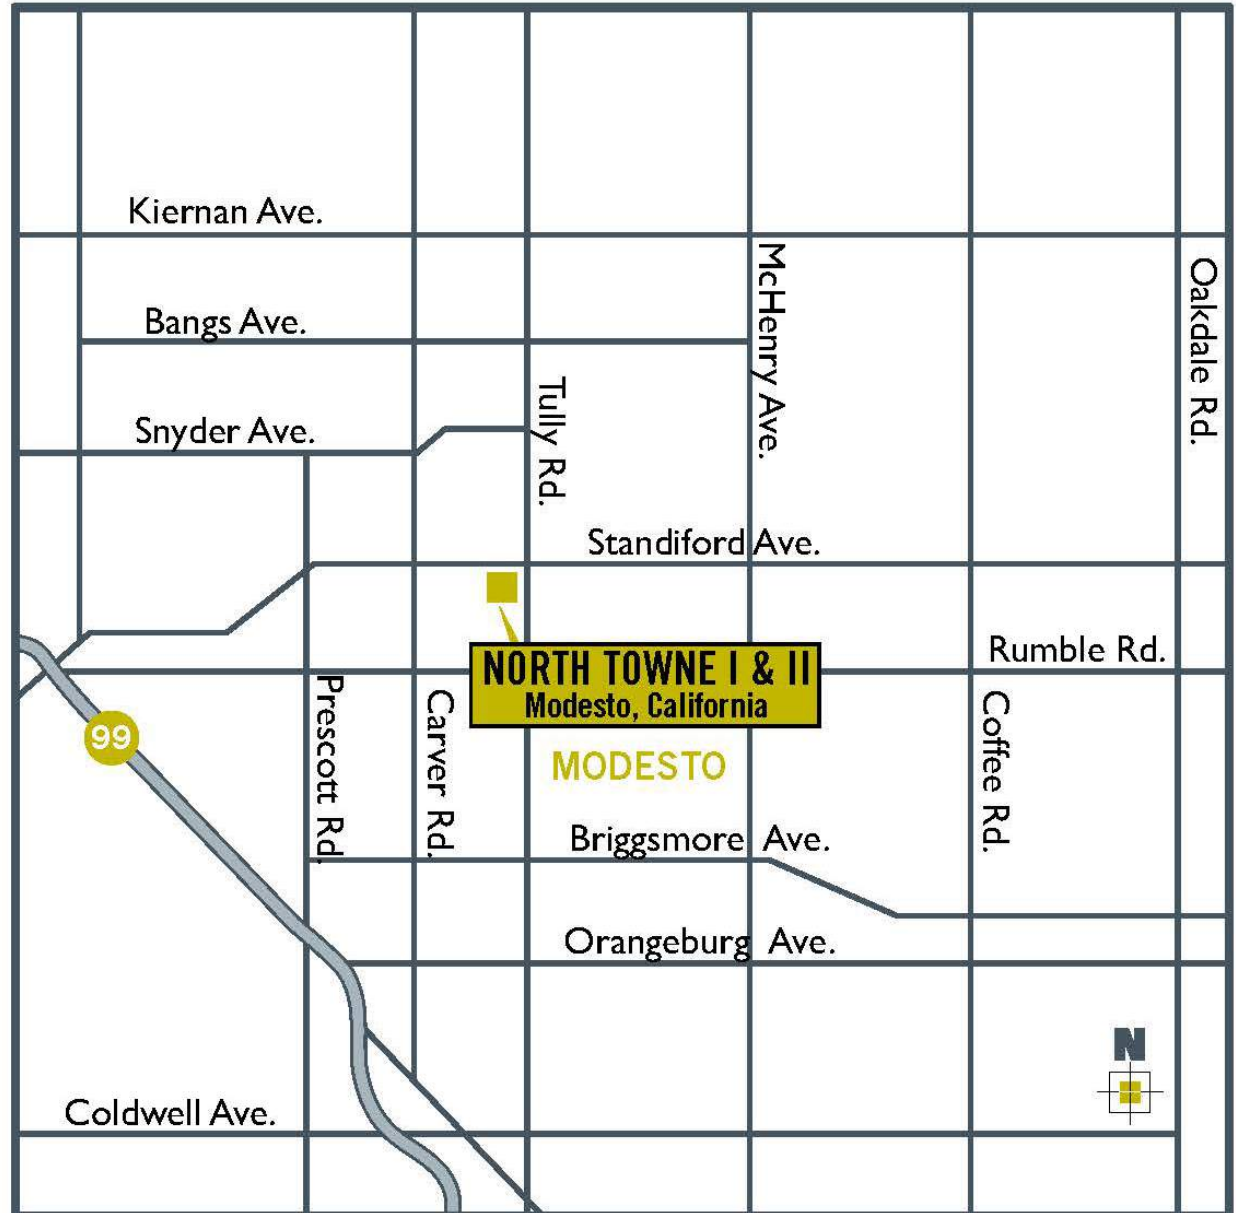 Kiernan Ave.
McHenry Ave.
Oakdale Rd.
Bangs Ave.
Tully Rd.
Snyder Ave.
Standiford Ave.
Rumble Rd.
NORTH TOWNE I & II
Modesto, California
Prescott Rd.
Carver Rd.
Coffee Rd.
99
MODESTO
Briggsmore Ave.
Orangeburg Ave.
N
Coldwell Ave.